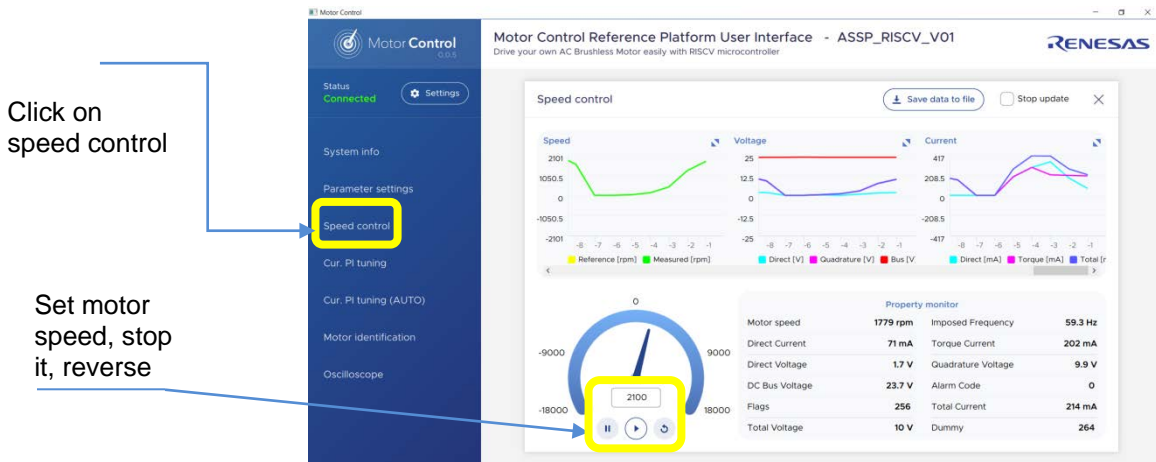 Motor Control
Motor Control
0.0.5
Motor Control Reference Platform User Interface - ASSP_RISCV_V01
Drive your own AC Brushless Motor easily with RISCV microcontroller
RENESAS
Status
Connected
Settings
Click on
speed control
System info
Parameter settings
Speed control
Cur. PI tuning
Cur. PI tuning (AUTO)
Motor identification
Oscilloscope
Set motor
speed, stop
it, reverse
Speed control
Save data to file
Stop update
Speed
2101
1050.5
0
-1050.5
-2101
-8 -7 -6 -5 -4 -3 -2 -1
Reference [rpm] Measured [rpm]
Voltage
25
12.5
0
-12.5
-25
-8 -7 -6 -5 -4 -3 -2 -1
Direct [V] Quadrature [V] Bus [V
Current
417
208.5
0
-208.5
-417
-8 -7 -6 -5 -4 -3 -2 -1
Direct [mA] Torque [mA] Total [r
0
-9000 9000
-18000 18000
2100
Property monitor
Motor speed 1779 rpm Imposed Frequency 59.3 Hz
Direct Current 71 mA Torque Current 202 mA
Direct Voltage 1.7 V Quadrature Voltage 9.9 V
DC Bus Voltage 23.7 V Alarm Code 0
Flags 256 Total Current 214 mA
Total Voltage 10 V Dummy 264